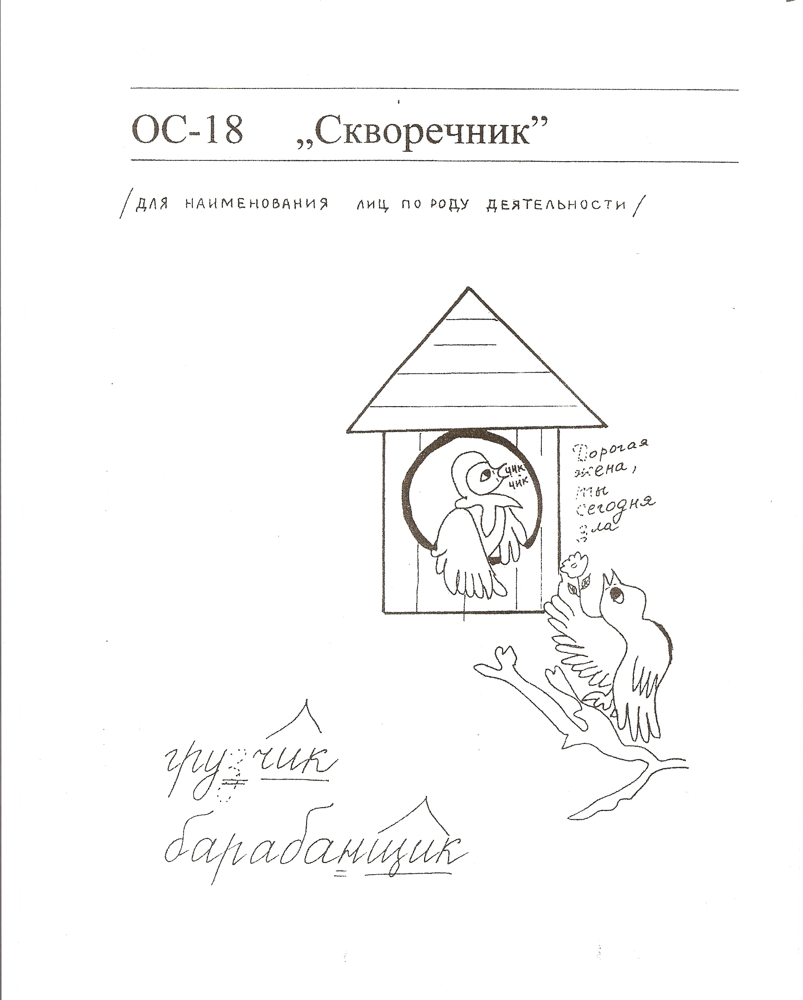 ОС-18 „Скворечник”
/ДЛЯ НАИМЕНОВАНИЯ ЛИЦ ПО РОДУ ДЕЯТЕЛЬНОСТИ/
чик
чик
Дорогая
жена,
ты
сегодня
зла
грузчик
барабанщик